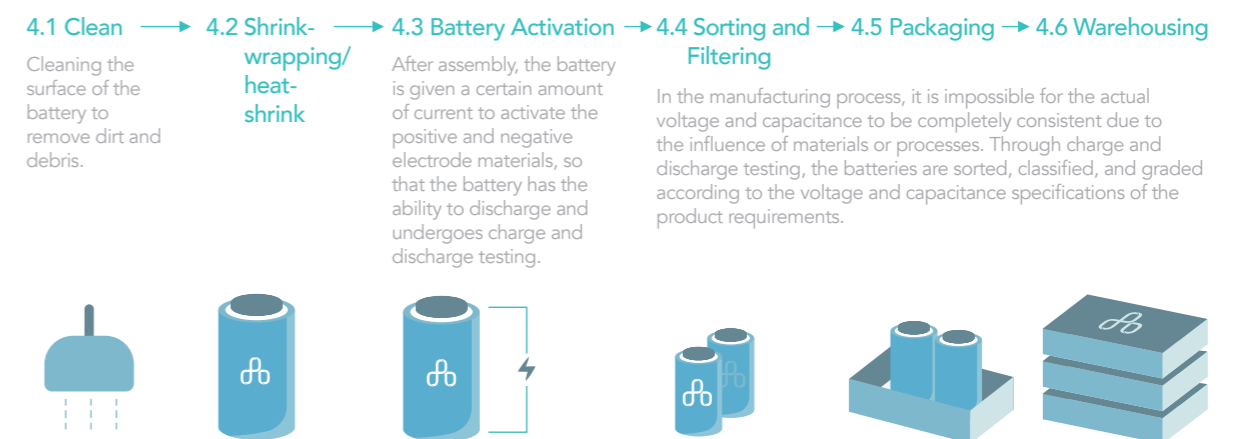 4.1 Clean
Cleaning the
surface of the
battery to
remove dirt and
debris.
4.2 Shrink-
wrapping/
heat-
shrink
4.3 Battery Activation
After assembly, the battery
is given a certain amount
of current to activate the
positive and negative
electrode materials, so
that the battery has the
ability to discharge and
undergoes charge and
discharge testing.
4.4 Sorting and
Filtering
4.5 Packaging
4.6 Warehousing
In the manufacturing process, it is impossible for the actual
voltage and capacitance to be completely consistent due to
the influence of materials or processes. Through charge and
discharge testing, the batteries are sorted, classified, and graded
according to the voltage and capacitance specifications of the
product requirements.